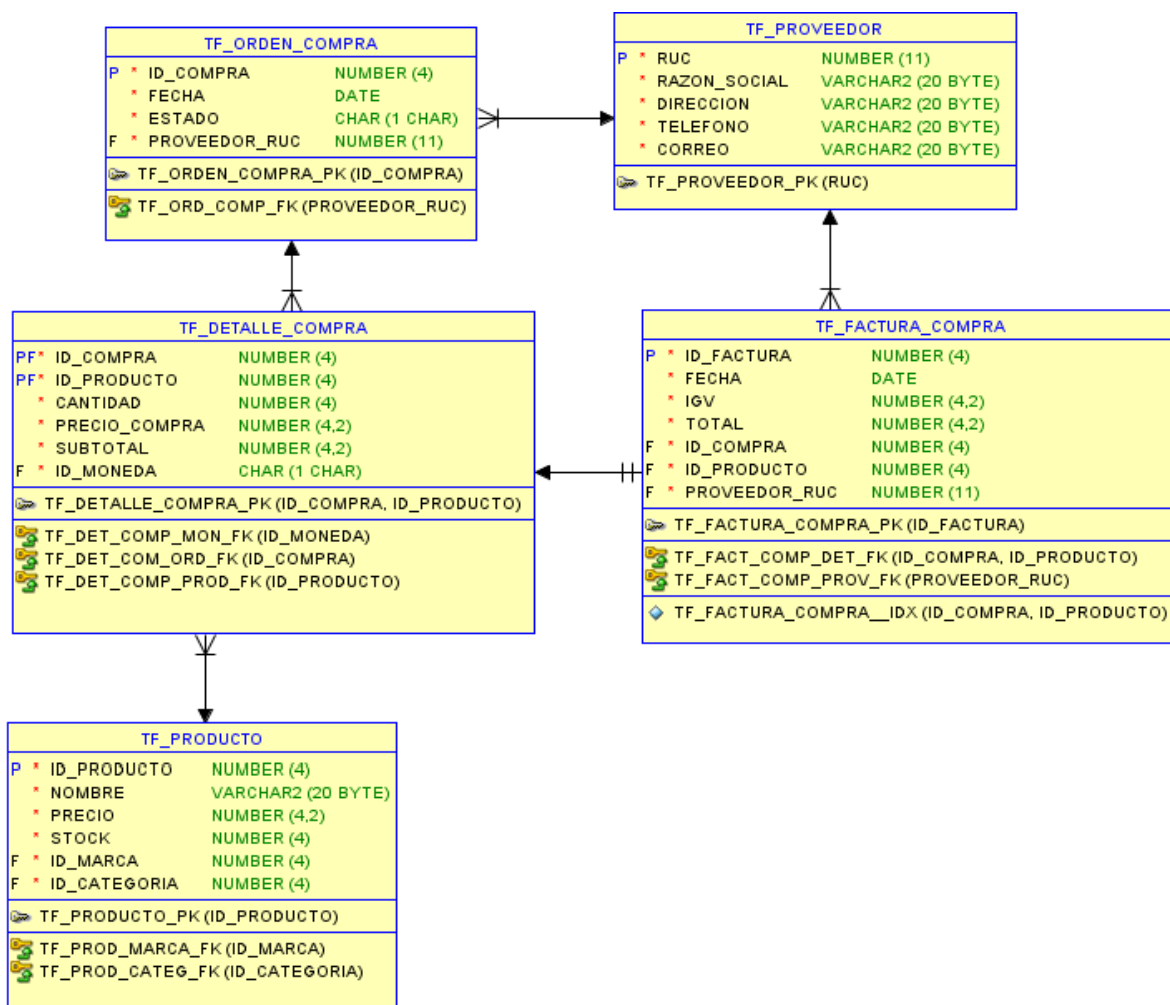 TF_ORDEN_COMPRA
P * ID_COMPRA NUMBER (4)
* FECHA DATE
* ESTADO CHAR (1 CHAR)
F * PROVEEDOR_RUC NUMBER (11)
TF_ORDEN_COMPRA_PK (ID_COMPRA)
TF_ORD_COMP_FK (PROVEEDOR_RUC)
TF_PROVEEDOR
P * RUC NUMBER (11)
* RAZON_SOCIAL VARCHAR2 (20 BYTE)
* DIRECCION VARCHAR2 (20 BYTE)
* TELEFONO VARCHAR2 (20 BYTE)
* CORREO VARCHAR2 (20 BYTE)
TF_PROVEEDOR_PK (RUC)
TF_DETALLE_COMPRA
PF* ID_COMPRA NUMBER (4)
PF* ID_PRODUCTO NUMBER (4)
* CANTIDAD NUMBER (4)
* PRECIO_COMPRA NUMBER (4,2)
* SUBTOTAL NUMBER (4,2)
F * ID_MONEDA CHAR (1 CHAR)
TF_DETALLE_COMPRA_PK (ID_COMPRA, ID_PRODUCTO)
TF_DET_COMP_MON_FK (ID_MONEDA)
TF_DET_COM_ORD_FK (ID_COMPRA)
TF_DET_COMP_PROD_FK (ID_PRODUCTO)
TF_FACTURA_COMPRA
P * ID_FACTURA NUMBER (4)
* FECHA DATE
* IGV NUMBER (4,2)
* TOTAL NUMBER (4,2)
F * ID_COMPRA NUMBER (4)
F * ID_PRODUCTO NUMBER (4)
F * PROVEEDOR_RUC NUMBER (11)
TF_FACTURA_COMPRA_PK (ID_FACTURA)
TF_FACT_COMP_DET_FK (ID_COMPRA, ID_PRODUCTO)
TF_FACT_COMP_PROV_FK (PROVEEDOR_RUC)
TF_FACTURA_COMPRA__IDX (ID_COMPRA, ID_PRODUCTO)
TF_PRODUCTO
P * ID_PRODUCTO NUMBER (4)
* NOMBRE VARCHAR2 (20 BYTE)
* PRECIO NUMBER (4,2)
* STOCK NUMBER (4)
F * ID_MARCA NUMBER (4)
F * ID_CATEGORIA NUMBER (4)
TF_PRODUCTO_PK (ID_PRODUCTO)
TF_PROD_MARCA_FK (ID_MARCA)
TF_PROD_CATEG_FK (ID_CATEGORIA)